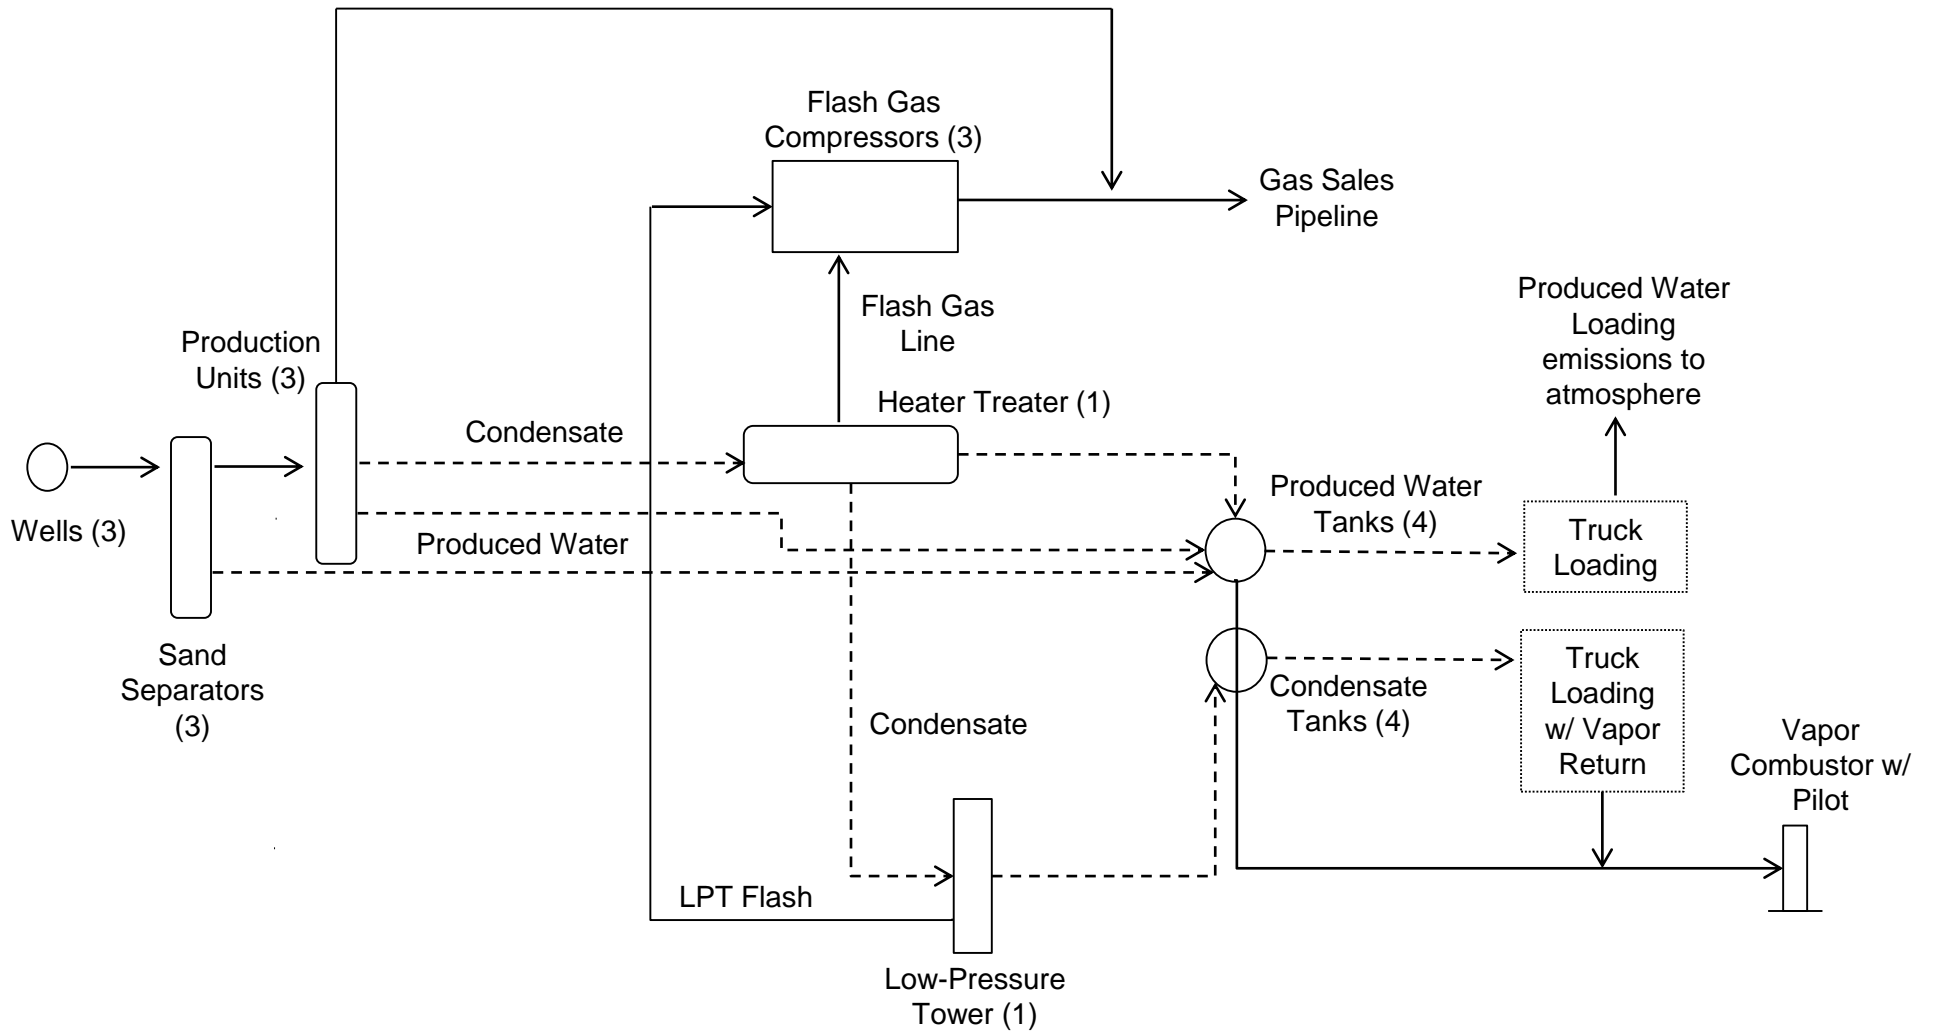 Flash Gas
Compressors (3)
Gas Sales
Pipeline
Flash Gas
Line
Produced Water
Loading
emissions to
atmosphere
Production
Units (3)
Heater Treater (1)
Condensate
Wells (3)
Produced Water
Produced Water
Tanks (4)
Truck
Loading
Sand
Separators
(3)
Condensate
Condensate
Tanks (4)
Truck
Loading
w/ Vapor
Return
Vapor
Combustor w/
Pilot
LPT Flash
Low-Pressure
Tower (1)